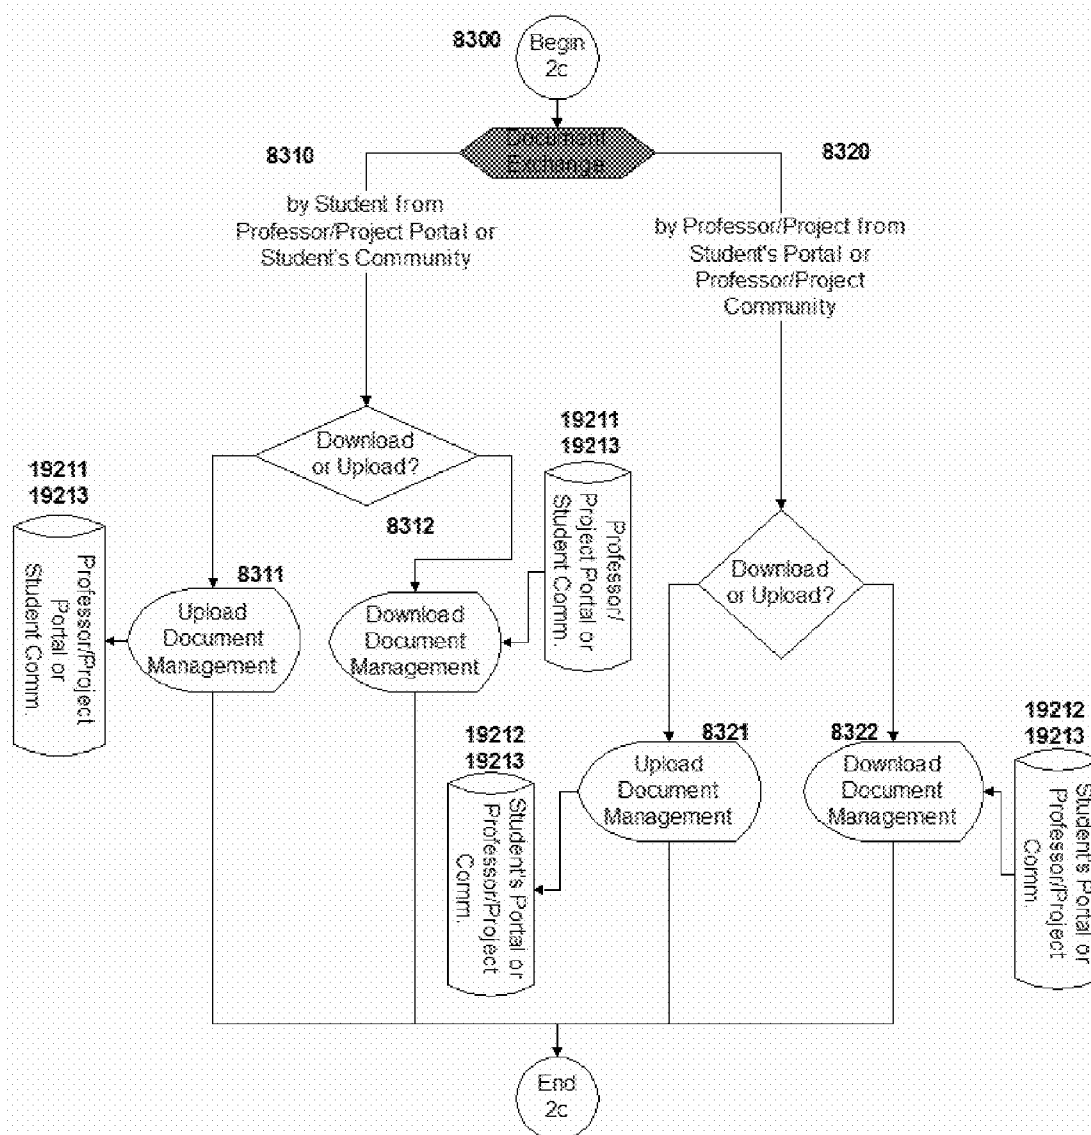 8300
Begin
2c
Document
Exchange
8310
8320
by Student from
Professor/Project Portal or
Student's Community
by Professor/Project from
Student's Portal or
Professor/Project
Community
Download
or Upload?
19211
19213
Professor/Project
Portal or
Student Comm.
8311
Upload
Document
Management
8312
Download
Document
Management
19211
19213
Professor/
Project Portal or
Student Comm.
Download
or Upload?
19212
19213
Student's Portal or
Professor/Project
Comm.
8321
Upload
Document
Management
8322
Download
Document
Management
19212
19213
Student's Portal or
Professor/Project
Comm
End
2c